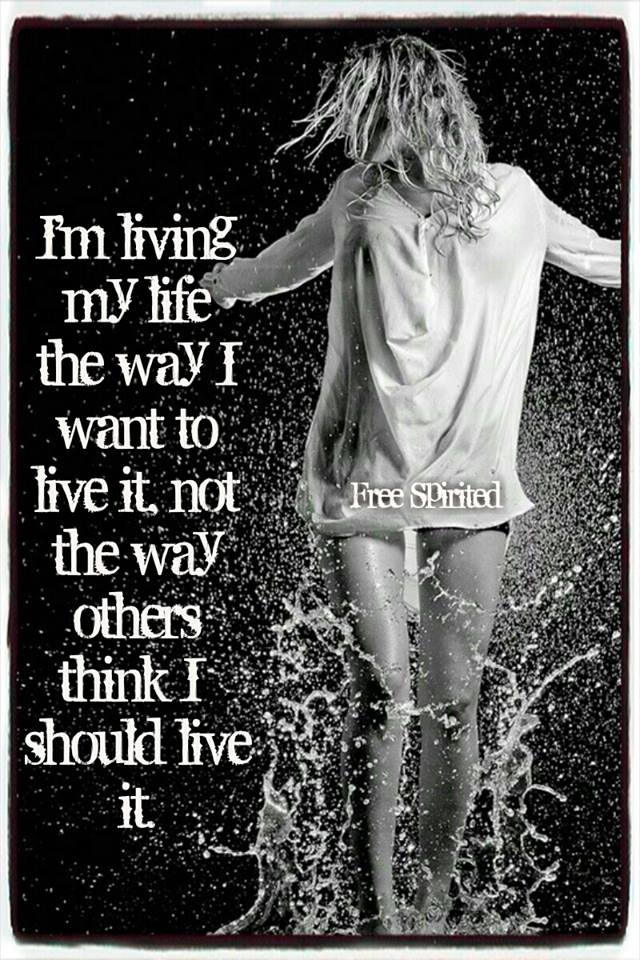 I'm living
my life
the way I
want to
live it, not
the way
others
think I
should live
it.
Free Spirited